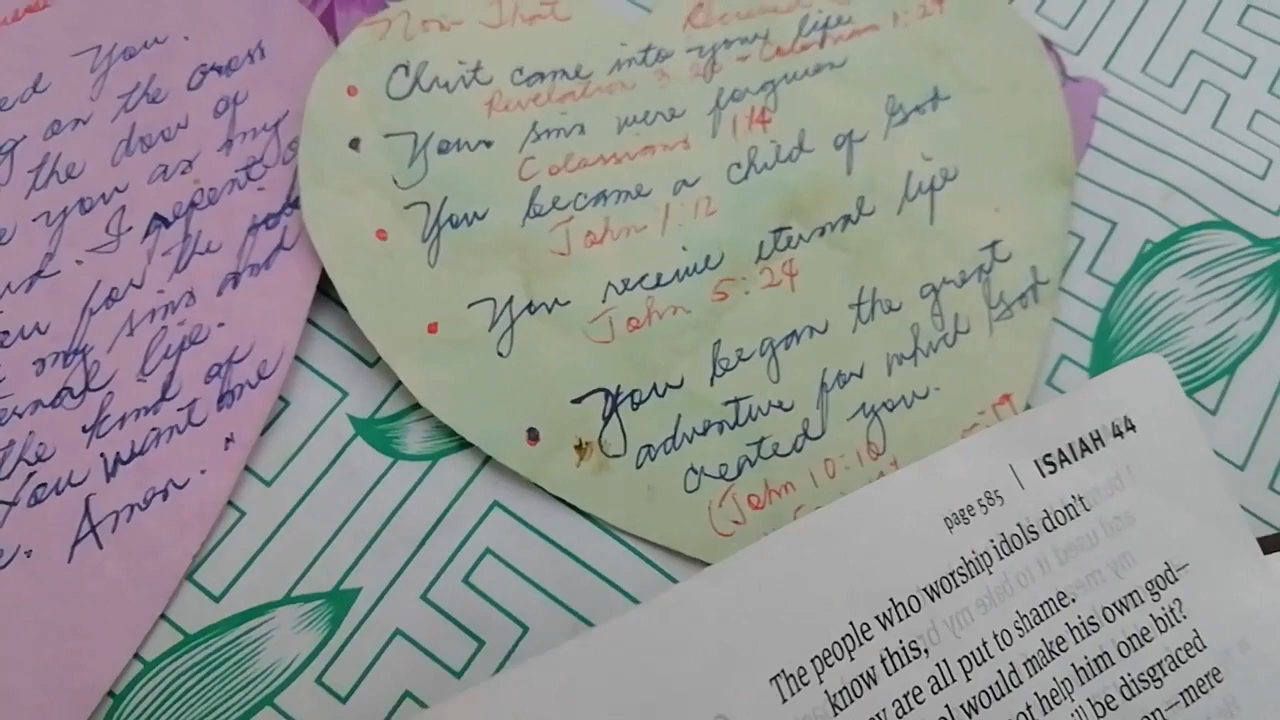 ed You.
on the cross
the door of
you as my
I repent.
for the
my sins and
life.
the kind of
You want me
Amen."
Now That
Christ came into your life
Revelation 3 - Colossians 1:27
Your sins were forgiven
Colossians 1:14
You became a child of God
John 1:12
You receive eternal life
John 5:24
You began the great
adventure for which God
created you.
(John 10:10
page 585 | ISAIAH 44
The people who worship idols don't
know this,
are all put to shame.
would make his own god—
not help him one bit?
be disgraced
—mere